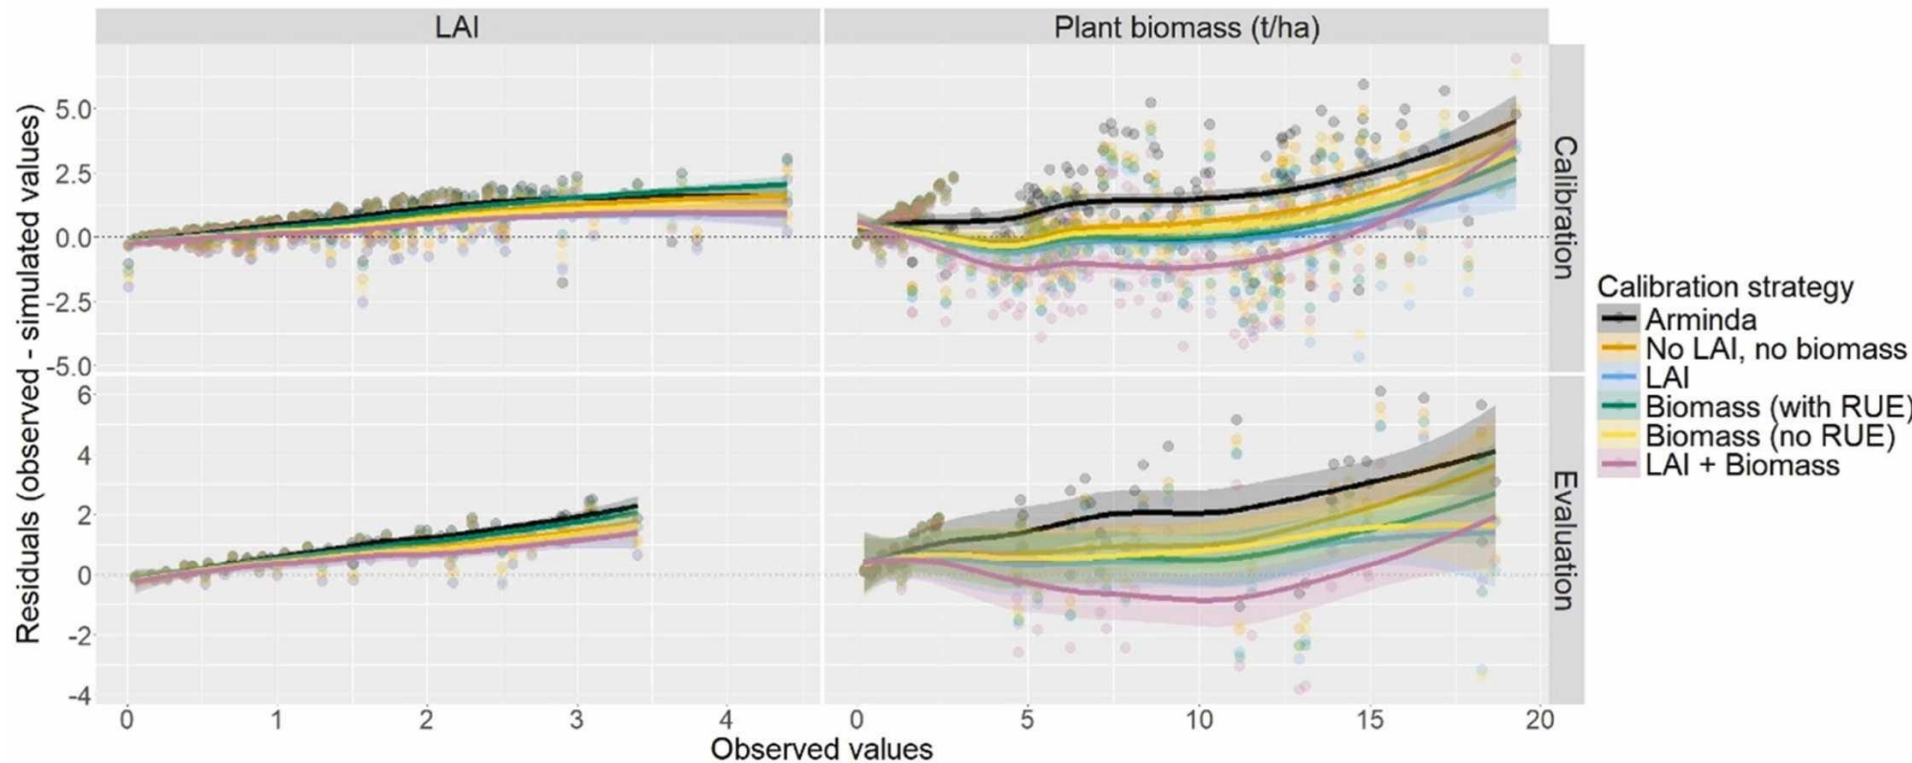 LAI
Plant biomass (t/ha)
Residuals (observed - simulated values)
5.0
2.5
0.0
-2.5
-5.0
Calibration
6
4
2
0
-2
-4
Evaluation
0
1
2
3
4
0
5
10
15
20
Observed values
Calibration strategy
Arminda
No LAI, no biomass
LAI
Biomass (with RUE)
Biomass (no RUE)
LAI + Biomass